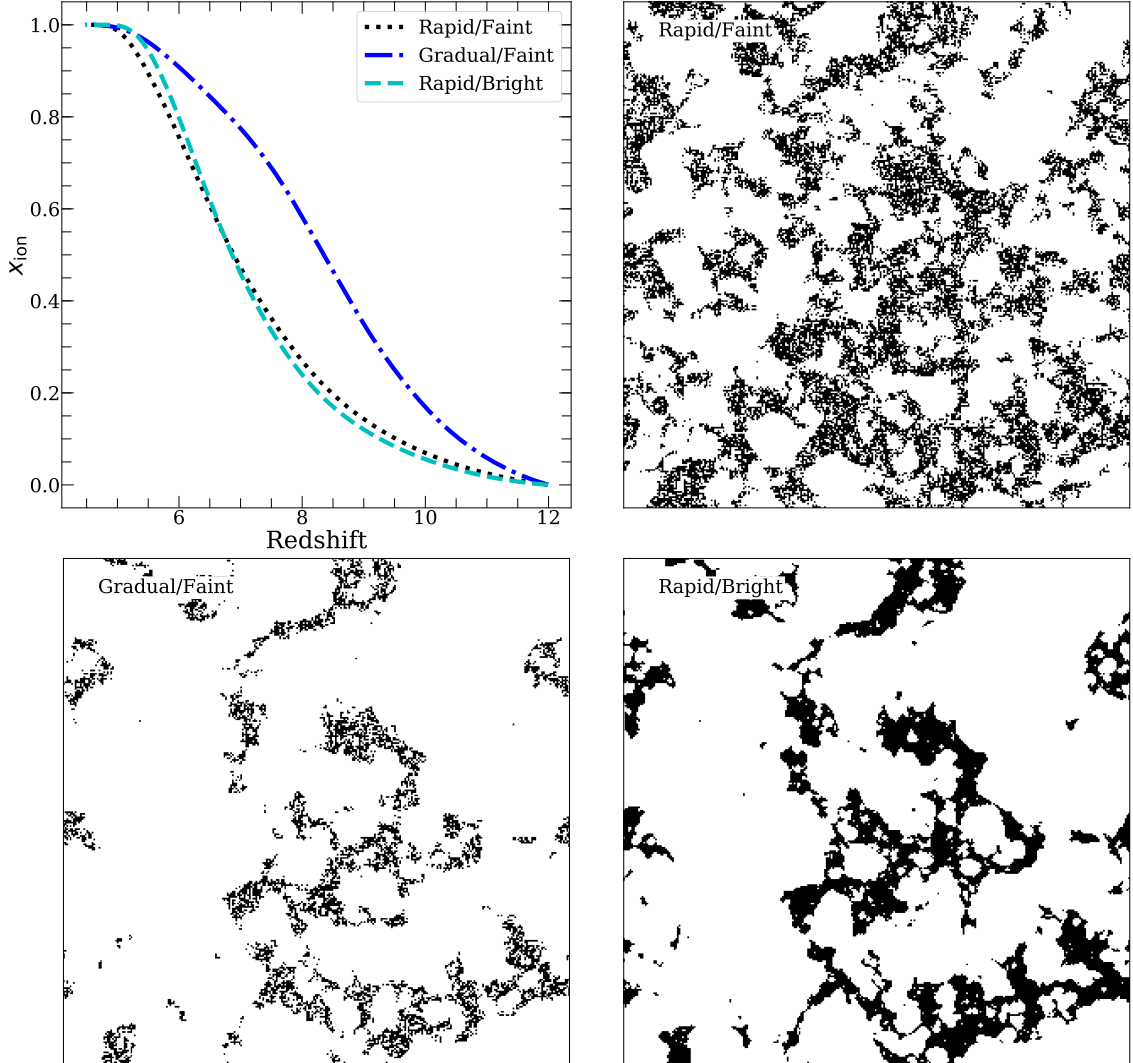 1.0
0.8
0.6
0.4
0.2
0.0
x_ion
6 8 10 12
Redshift
Rapid/Faint
Gradual/Faint
Rapid/Bright
Rapid/Faint
Gradual/Faint
Rapid/Bright